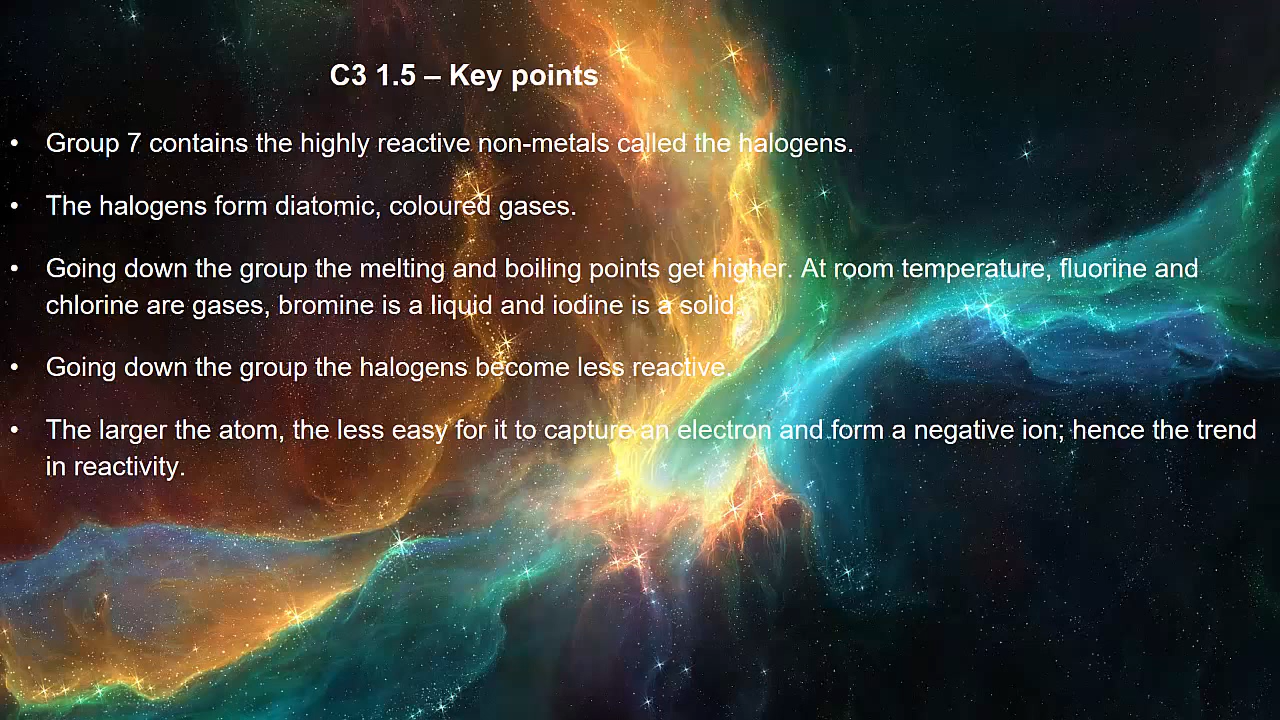 C3 1.5 – Key points
• Group 7 contains the highly reactive non-metals called the halogens.
• The halogens form diatomic, coloured gases.
• Going down the group the melting and boiling points get higher. At room temperature, fluorine and
chlorine are gases, bromine is a liquid and iodine is a solid.
• Going down the group the halogens become less reactive.
• The larger the atom, the less easy for it to capture an electron and form a negative ion; hence the trend
in reactivity.